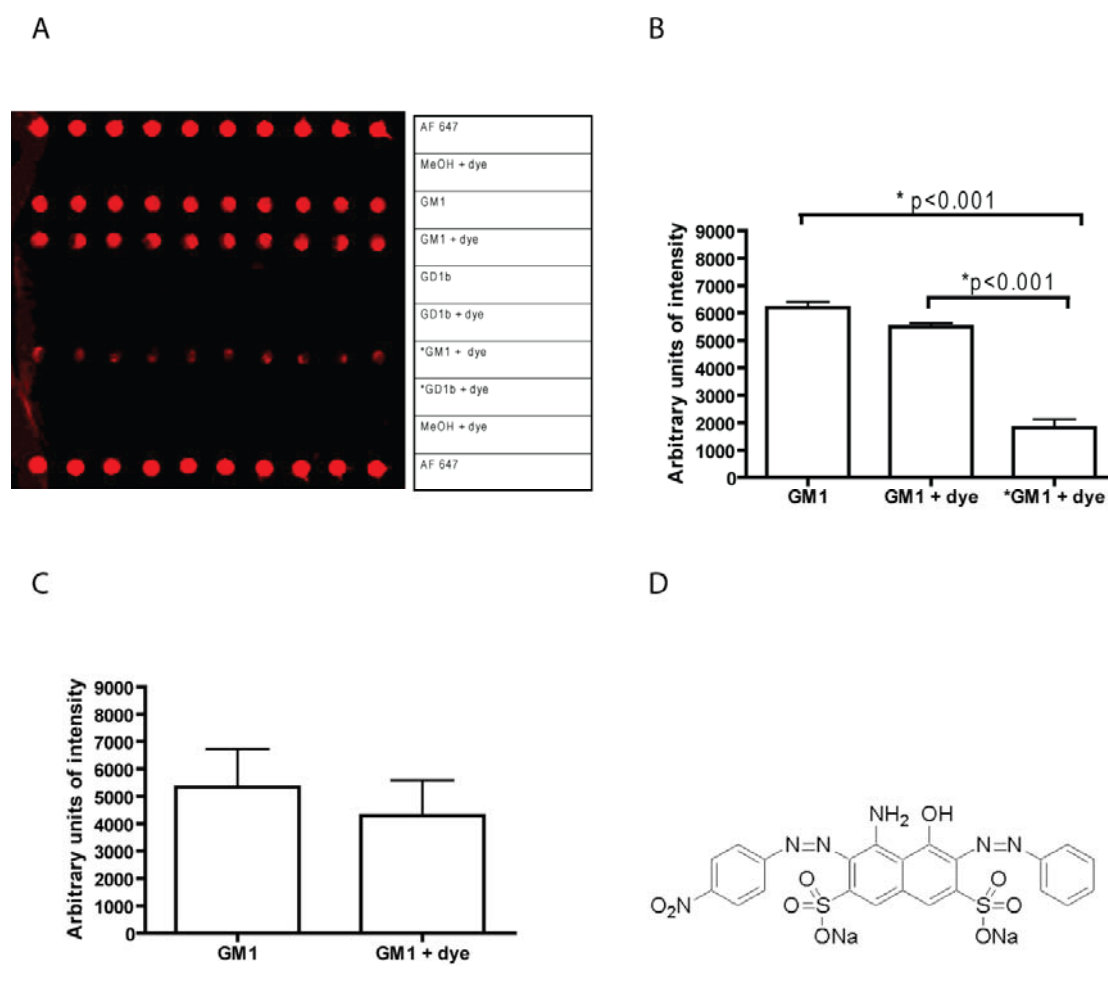 A
B
AF 647
MeOH + dye
GM1
GM1 + dye
GD1b
GD1b + dye
*GM1 + dye
*GD1b + dye
MeOH + dye
AF 647
* p<0.001
*p<0.001
Arbitrary units of intensity
9000
8000
7000
6000
5000
4000
3000
2000
1000
0
GM1
GM1 + dye
*GM1 + dye
C
D
Arbitrary units of intensity
9000
8000
7000
6000
5000
4000
3000
2000
1000
0
GM1
GM1 + dye
NH2 OH
N=N
N=N
O2N
O
O
S
ONa
O
S
O
ONa